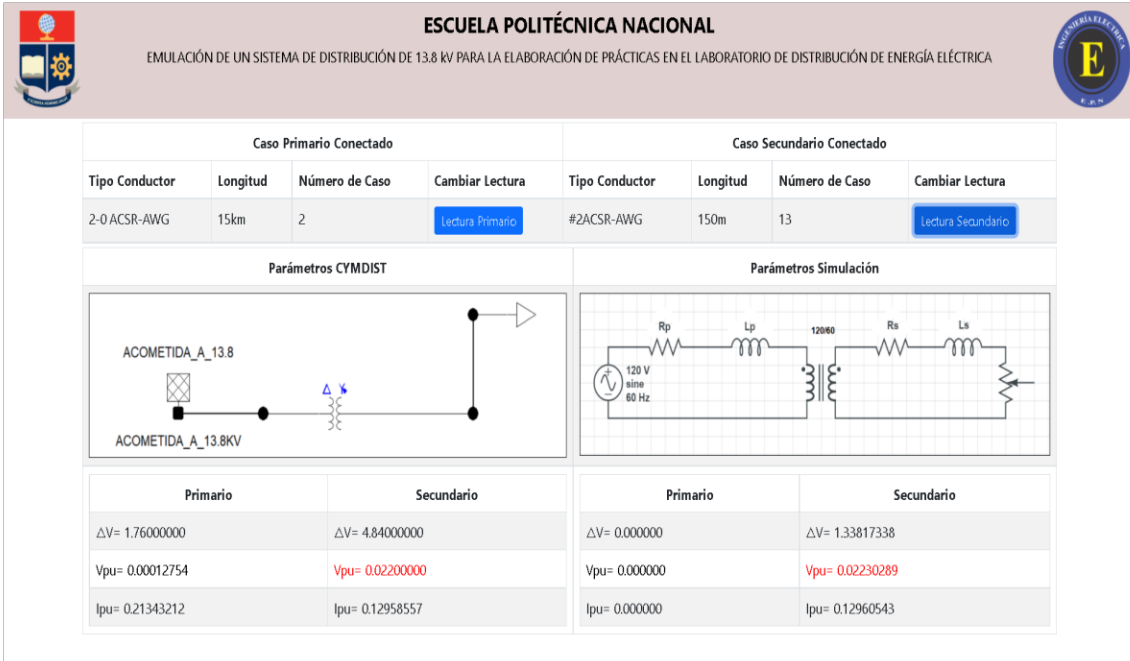 ESCUELA POLITÉCNICA NACIONAL
EMULACIÓN DE UN SISTEMA DE DISTRIBUCIÓN DE 13.8 kV PARA LA ELABORACIÓN DE PRÁCTICAS EN EL LABORATORIO DE DISTRIBUCIÓN DE ENERGÍA ELÉCTRICA
INGENIERÍA ELECTRICA
E
E.P.N
Caso Primario Conectado Caso Secundario Conectado
Tipo Conductor Longitud Número de Caso Cambiar Lectura Tipo Conductor Longitud Número de Caso Cambiar Lectura
2-0 ACSR-AWG 15km 2 Lectura Primario #2ACSR-AWG 150m 13 Lectura Secundario
Parámetros CYMDIST Parámetros Simulación
ACOMETIDA_A_13.8
ACOMETIDA_A_13.8KV
Rp Lp 120/60 Rs Ls
120 V
sine
60 Hz
Primario Secundario Primario Secundario
△V= 1.76000000 △V= 4.84000000 △V= 0.000000 △V= 1.33817338
Vpu= 0.00012754 Vpu= 0.02200000 Vpu= 0.000000 Vpu= 0.02230289
Ipu= 0.21343212 Ipu= 0.12958557 Ipu= 0.000000 Ipu= 0.12960543